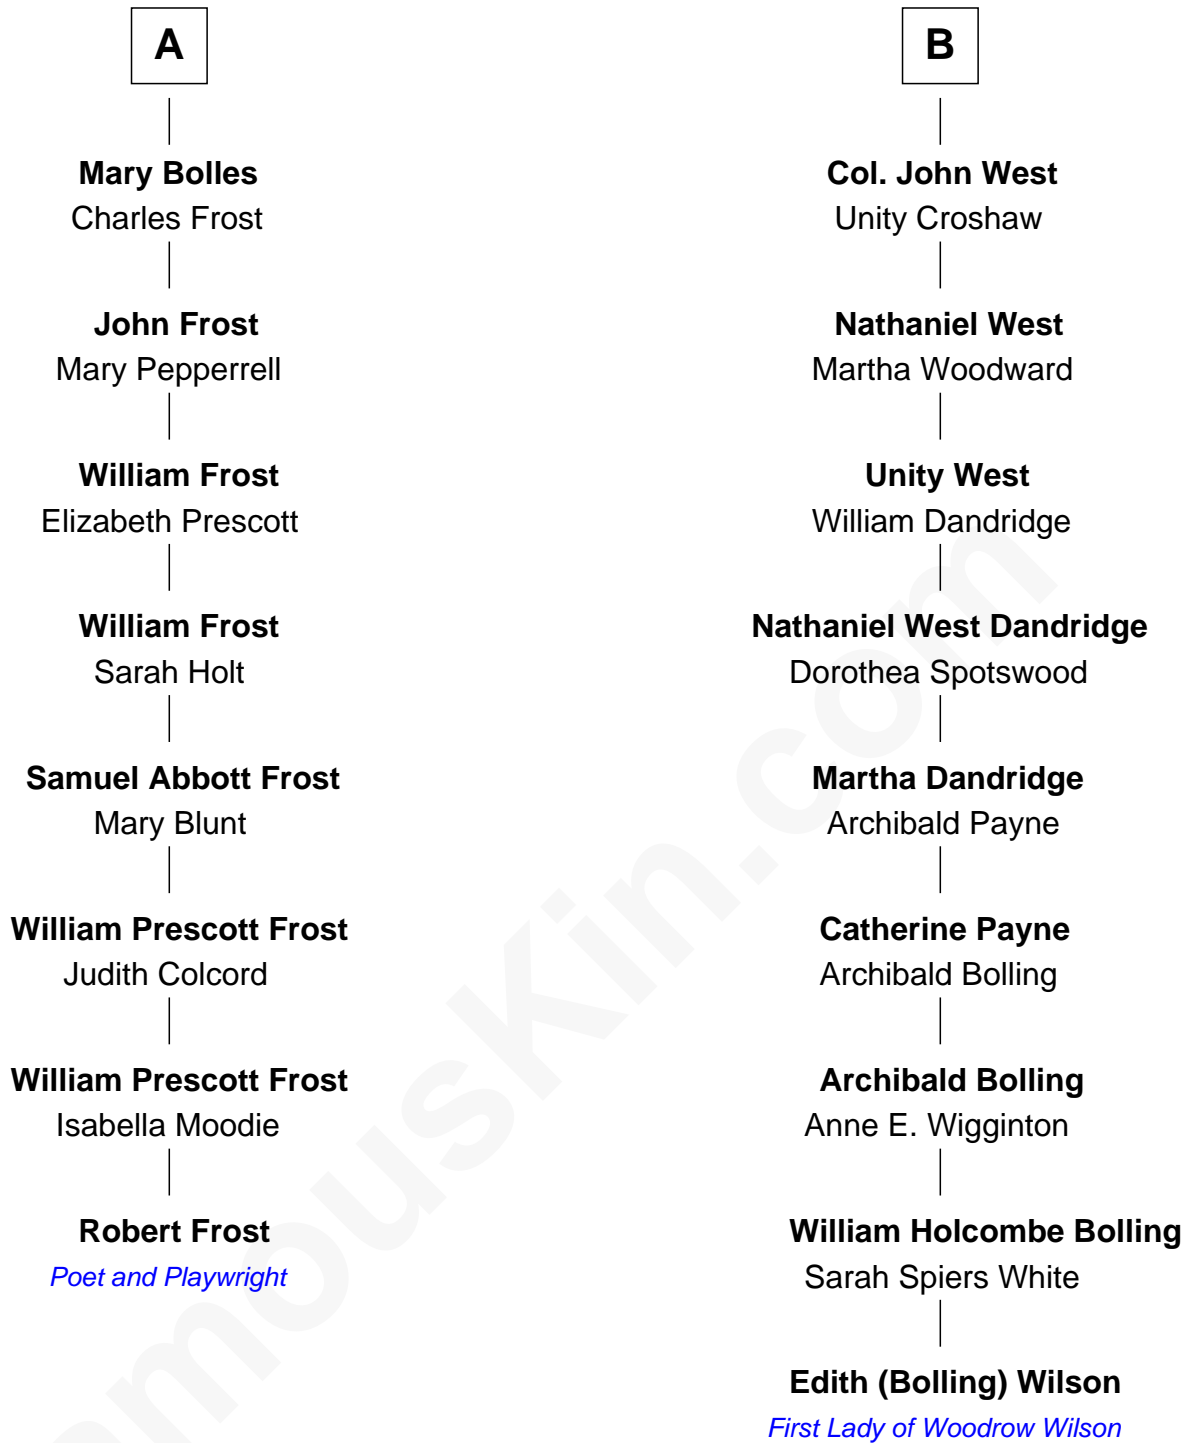 A
Mary Bolles
Charles Frost
John Frost
Mary Pepperrell
William Frost
Elizabeth Prescott
William Frost
Sarah Holt
Samuel Abbott Frost
Mary Blunt
William Prescott Frost
Judith Colcord
William Prescott Frost
Isabella Moodie
Robert Frost
Poet and Playwright
B
Col. John West
Unity Croshaw
Nathaniel West
Martha Woodward
Unity West
William Dandridge
Nathaniel West Dandridge
Dorothea Spotswood
Martha Dandridge
Archibald Payne
Catherine Payne
Archibald Bolling
Archibald Bolling
Anne E. Wigginton
William Holcombe Bolling
Sarah Spiers White
Edith (Bolling) Wilson
First Lady of Woodrow Wilson
amousKin.com